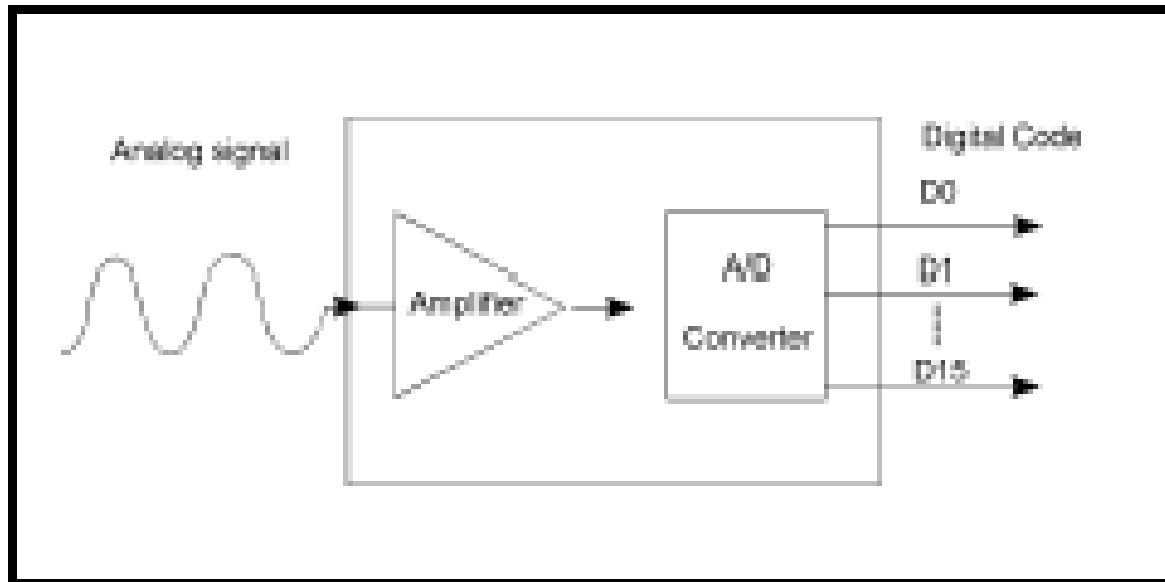 Analog signal
Digital Code
D0
Amplifier
A/D
Converter
D1
D15